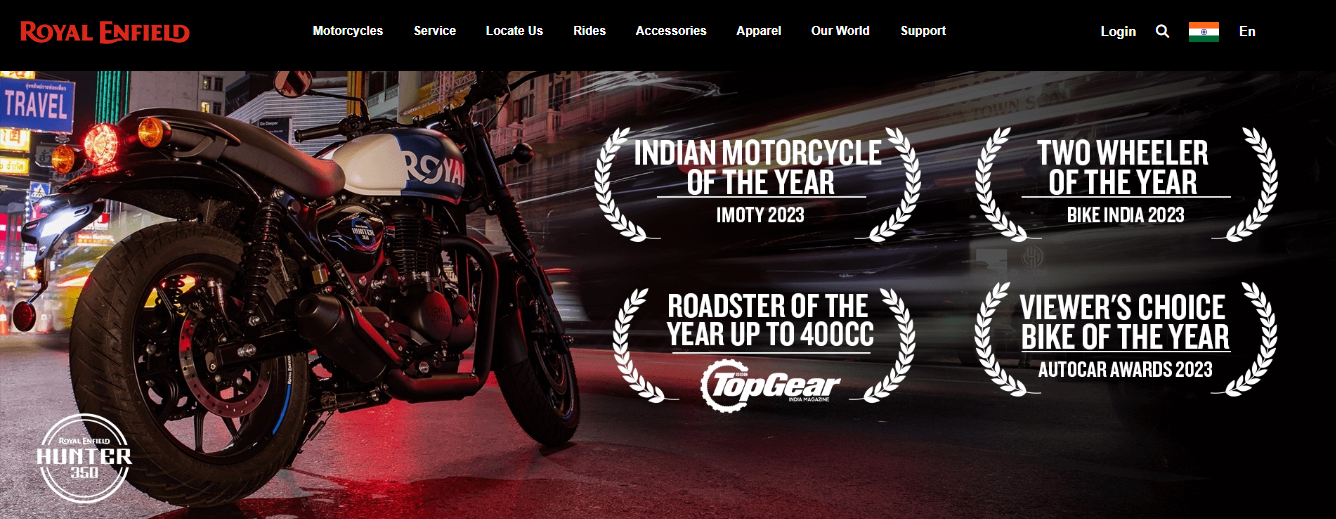 ROYAL ENFIELD
Motorcycles
Service
Locate Us
Rides
Accessories
Apparel
Our World
Support
Login
En
TRAVEL
ROYAL
INDIAN MOTORCYCLE
OF THE YEAR
IMOTY 2023
TWO WHEELER
OF THE YEAR
BIKE INDIA 2023
ROADSTER OF THE
YEAR UP TO 400CC
TopGear
INDIA MAGAZINE
VIEWER'S CHOICE
BIKE OF THE YEAR
AUTOCAR AWARDS 2023
HUNTER
350
ROYAL ENFIELD
HUNTER
350